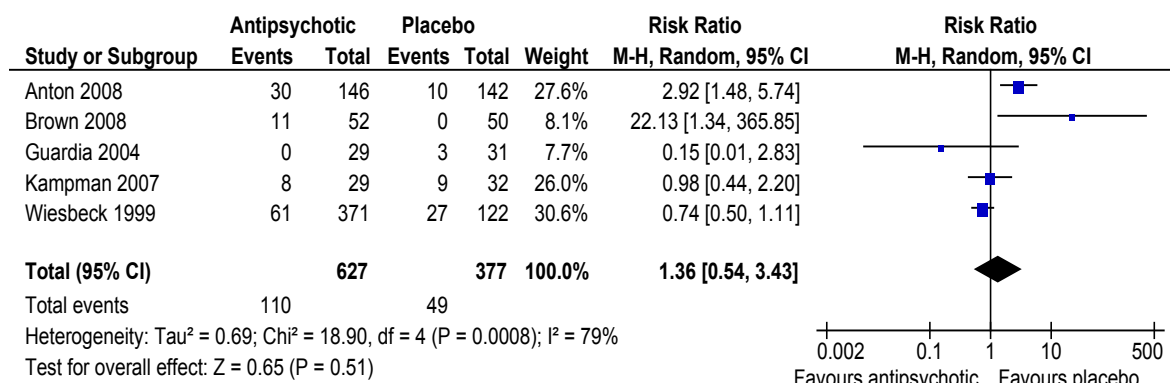 Antipsychotic Placebo Risk Ratio Risk Ratio
Study or Subgroup Events Total Events Total Weight M-H, Random, 95% CI M-H, Random, 95% CI
Anton 2008 30 146 10 142 27.6% 2.92 [1.48, 5.74]
Brown 2008 11 52 0 50 8.1% 22.13 [1.34, 365.85]
Guardia 2004 0 29 3 31 7.7% 0.15 [0.01, 2.83]
Kampman 2007 8 29 9 32 26.0% 0.98 [0.44, 2.20]
Wiesbeck 1999 61 371 27 122 30.6% 0.74 [0.50, 1.11]
Total (95% CI) 627 377 100.0% 1.36 [0.54, 3.43]
Total events 110 49
Heterogeneity: Tau² = 0.69; Chi² = 18.90, df = 4 (P = 0.0008); I² = 79%
Test for overall effect: Z = 0.65 (P = 0.51)
0.002 0.1 1 10 500
Favours antipsychotic Favours placebo